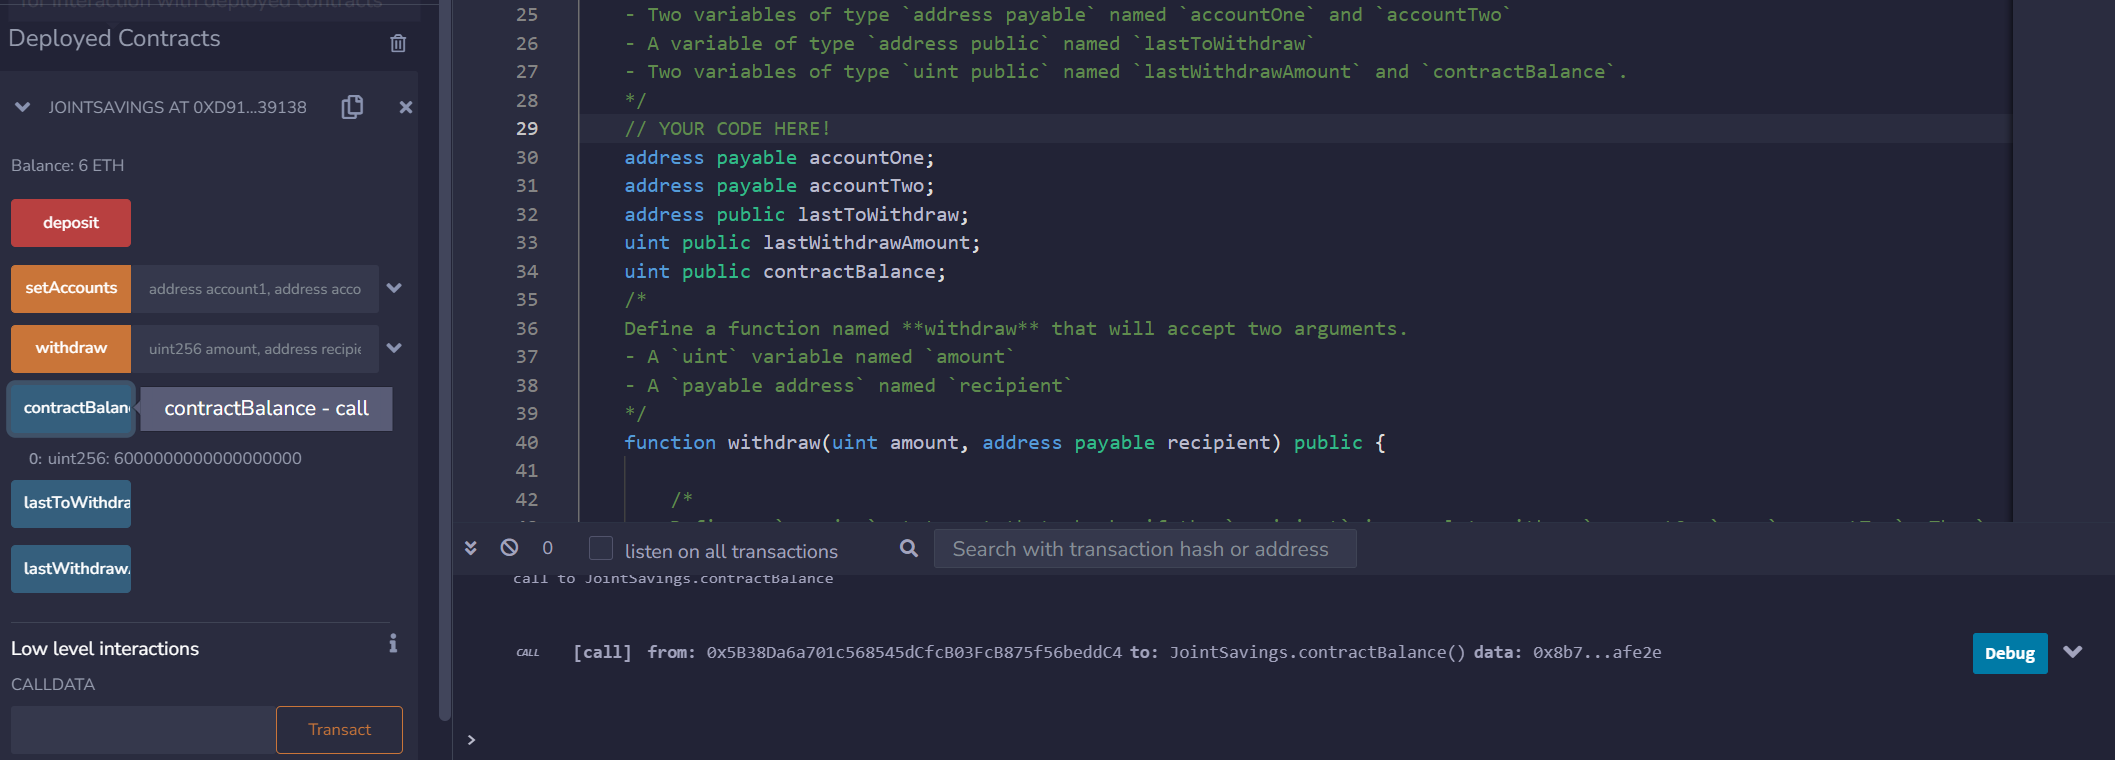 for interaction with deployed contracts
Deployed Contracts
JOINTSAVINGS AT 0XD91...39138
Balance: 6 ETH
deposit
setAccounts
address account1, address acco
withdraw
uint256 amount, address recipie
contractBalan
contractBalance - call
0: uint256: 6000000000000000000
lastToWithdra
lastWithdraw
Low level interactions
CALLDATA
Transact
25 - Two variables of type `address payable` named `accountOne` and `accountTwo`
26 - A variable of type `address public` named `lastToWithdraw`
27 - Two variables of type `uint public` named `lastWithdrawAmount` and `contractBalance`.
28 */
29 // YOUR CODE HERE!
30 address payable accountOne;
31 address payable accountTwo;
32 address public lastToWithdraw;
33 uint public lastWithdrawAmount;
34 uint public contractBalance;
35 /*
36 Define a function named **withdraw** that will accept two arguments.
37 - A `uint` variable named `amount`
38 - A `payable address` named `recipient`
39 */
40 function withdraw(uint amount, address payable recipient) public {
41
42 /*
0
listen on all transactions
Search with transaction hash or address
call to JointSavings.contractBalance
CALL [call] from: 0x5B38Da6a701c568545dCfcB03FcB875f56beddC4 to: JointSavings.contractBalance() data: 0x8b7...afe2e
Debug
>